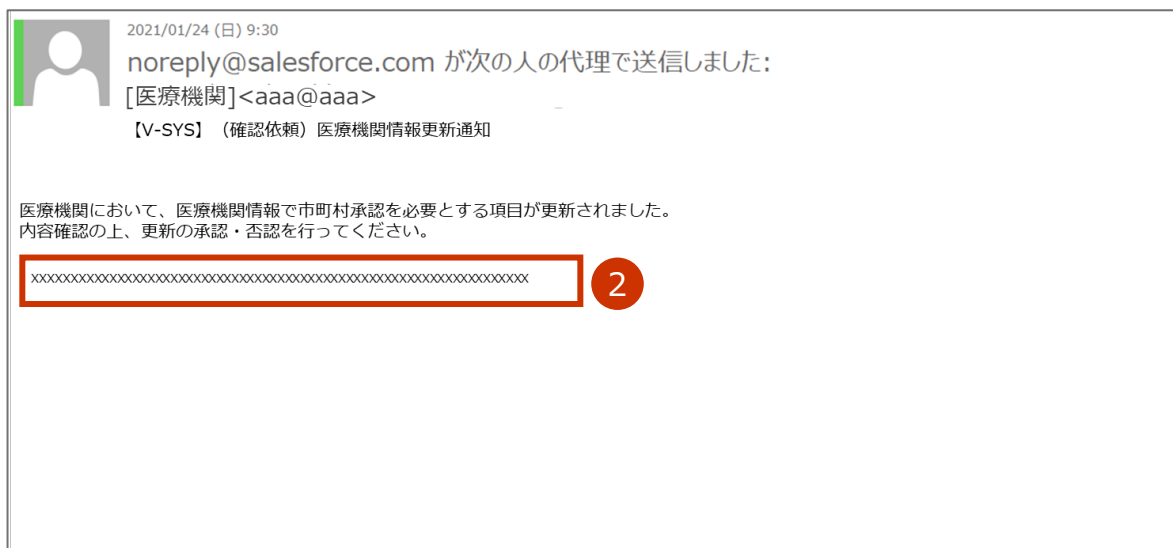 2021/01/24 (日) 9:30
noreply@salesforce.com が次の人の代理で送信しました:
[医療機関]<aaa@aaa>
【V-SYS】（確認依頼）医療機関情報更新通知
医療機関において、医療機関情報で市町村承認を必要とする項目が更新されました。
内容確認の上、更新の承認・否認を行ってください。
xxxxxxxxxxxxxxxxxxxxxxxxxxxxxxxxxxxxxxxxxxxxxxxxxxxxxxxxxxxxxxxxx
2